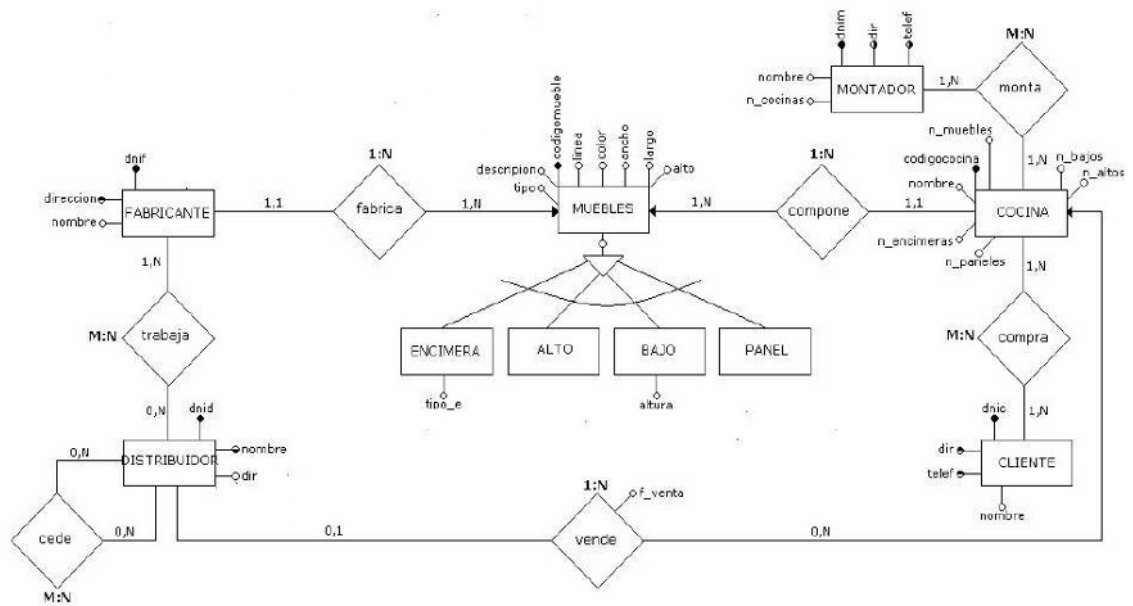 dnim
dir
telef
M:N
nombre
n_cocinas
MONTADOR
1,N
monta
n_muebles
1,N
codigococina
nombre
n_bajos
n_altos
COCINA
n_encimeras
n_paneles
dnif
direccion
nombre
FABRICANTE
1,1
1:N
fabrica
1,N
codigomueble
linea
color
ancho
largo
alto
descripion
tipo
MUEBLES
1,N
1:N
compone
1,1
1,N
M:N
trabaja
0,N
ENCIMERA
ALTO
BAJO
PANEL
tipo_e
altura
1,N
M:N
compra
1,N
dnic
dir
telef
CLIENTE
nombre
dnid
nombre
dir
DISTRIBUIDOR
0,N
cede
0,N
M:N
0,1
1:N
f_venta
vende
0,N